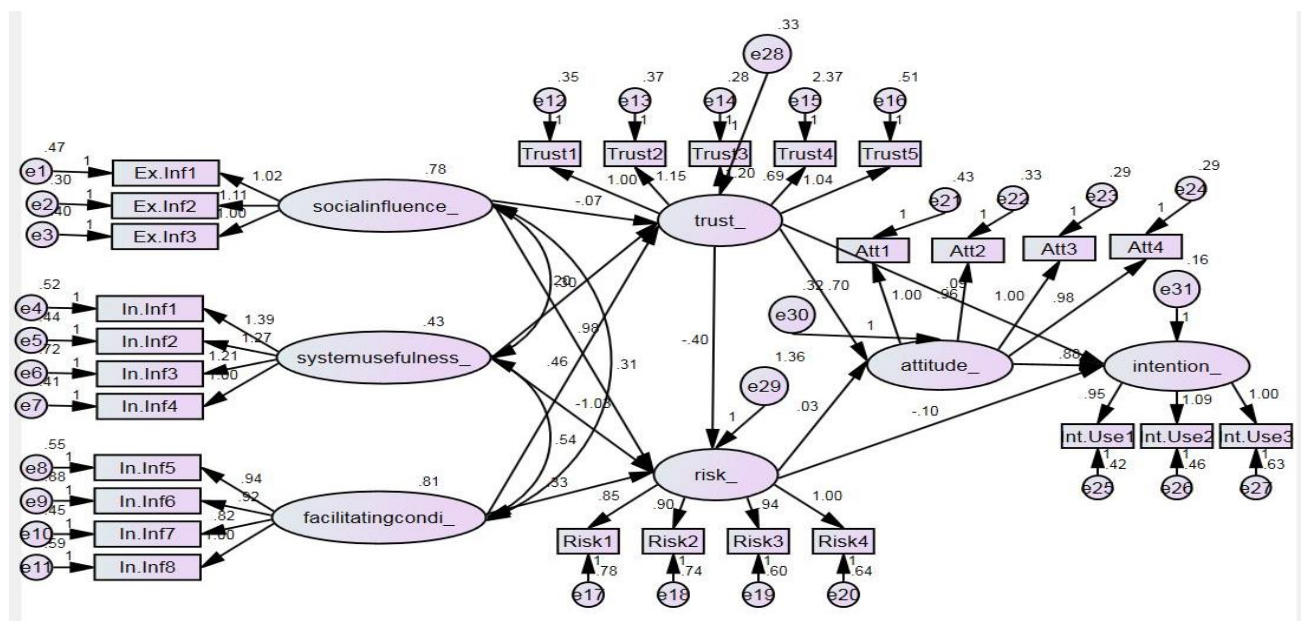 .33
e28
.35 .37 .28 2.37 .51
e12 e13 e14 e15 e16
1 1 1 1 1 1
Trust1 Trust2 Trust3 Trust4 Trust5
1.00 1.15 1.20 .69 1.04
.47
e1 1 Ex.Inf1 1.02
.30
e2 1 Ex.Inf2 1.11
.40
e3 1 Ex.Inf3 1.00
.78
socialinfluence_
-.07
trust_
.43 .33 .29 .29
e21 e22 e23 e24
1 1 1 1
Att1 Att2 Att3 Att4
1.00 .96 1.00 .98
.09
.16
e31
1
.52
e4 1 In.Inf1 1.39
.44
e5 1 In.Inf2 1.27
.72
e6 1 In.Inf3 1.21
.41
e7 1 In.Inf4 1.00
.43
systemusefulness_
.20
.98
.46
.31
-1.03
.54
.33
-.40
.32 .70
e30
1
attitude_
.88
intention_
1.36
e29
1
.03
-.10
.95 1.09 1.00
Int.Use1 Int.Use2 Int.Use3
1 1 1
.42 .46 .63
e25 e26 e27
.55
e8 1 In.Inf5 .94
.88
e9 1 In.Inf6 .92
.45
e10 1 In.Inf7 .82
.59
e11 1 In.Inf8 1.00
.81
facilitatingcondi_
risk_
.85 .90 .94 1.00
Risk1 Risk2 Risk3 Risk4
1 1 1 1
.78 .74 .60 .64
e17 e18 e19 e20